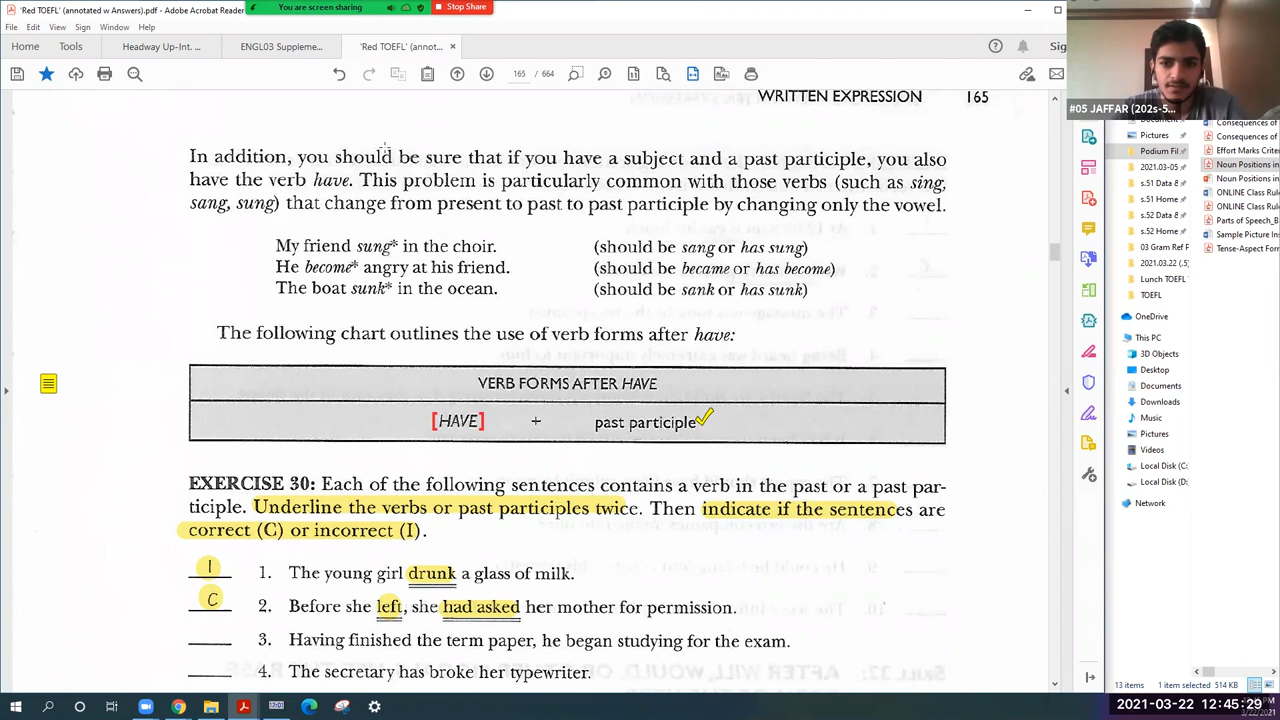 'Red TOEFL' (annotated w Answers).pdf - Adobe Acrobat Reader
You are screen sharing
Stop Share
File Edit View Sign Window Help
Home Tools Headway Up-Int. ... ENGL03 Suppleme... 'Red TOEFL' (annot... × Sig
165 / 664
#05 JAFFAR (202s-5...
WRITTEN EXPRESSION 165
In addition, you should be sure that if you have a subject and a past participle, you also
have the verb have. This problem is particularly common with those verbs (such as sing,
sang, sung) that change from present to past to past participle by changing only the vowel.
My friend sung* in the choir. (should be sang or has sung)
He become* angry at his friend. (should be became or has become)
The boat sunk* in the ocean. (should be sank or has sunk)
The following chart outlines the use of verb forms after have:
VERB FORMS AFTER HAVE
[HAVE] + past participle
EXERCISE 30: Each of the following sentences contains a verb in the past or a past par-
ticiple. Underline the verbs or past participles twice. Then indicate if the sentences are
correct (C) or incorrect (I).
I 1. The young girl drunk a glass of milk.
C 2. Before she left, she had asked her mother for permission.
3. Having finished the term paper, he began studying for the exam.
4. The secretary has broke her typewriter.
Pictures
Podium Fil
2021.03-05
s.51 Data &
s.51 Home
s.52 Data &
s.52 Home
03 Gram Ref F
2021.03.22 (.5)
Lunch TOEFL
TOEFL
OneDrive
This PC
3D Objects
Desktop
Documents
Downloads
Music
Pictures
Videos
Local Disk (C:
Local Disk (D:
Network
Consequences of
Consequences of
Effort Marks Criter
Noun Positions in
Noun Positions in
ONLINE Class Rule
ONLINE Class Rule
Parts of Speech_B
Sample Picture Ins
Tense-Aspect Form
13 items 1 item selected 514 KB
2021-03-22 12:45:29